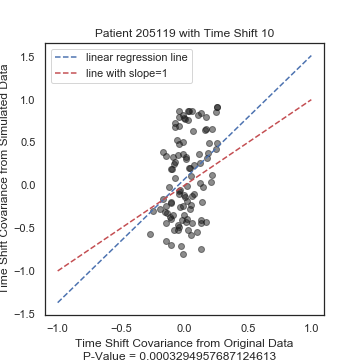 Patient 205119 with Time Shift 10
linear regression line
line with slope=1
Time Shift Covariance from Simulated Data
1.5
1.0
0.5
0.0
−0.5
−1.0
−1.5
−1.0 −0.5 0.0 0.5 1.0
Time Shift Covariance from Original Data
P-Value = 0.0003294957687124613